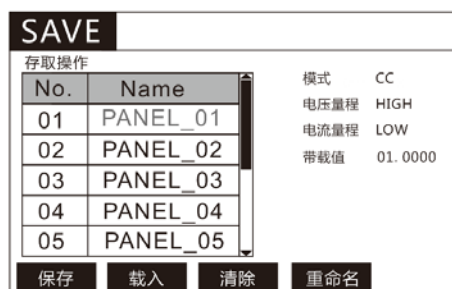 SAVE
存取操作
No. Name
01 PANEL_01
02 PANEL_02
03 PANEL_03
04 PANEL_04
05 PANEL_05
模式 CC
电压量程 HIGH
电流量程 LOW
带载值 01.0000
保存 载入 清除 重命名